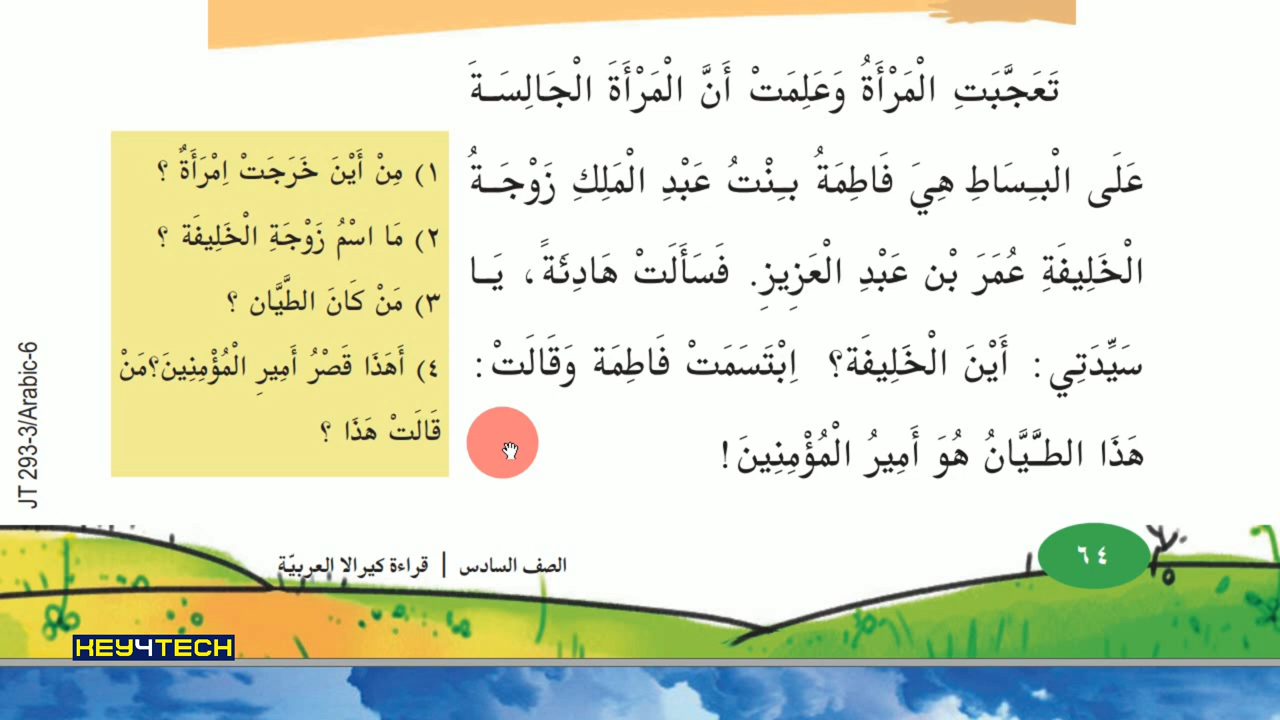 تَعَجَّبَتِ الْمَرْأَةُ وَعَلِمَتْ أَنَّ الْمَرْأَةَ الْجَالِسَةَ
عَلَى الْبِسَاطِ هِيَ فَاطِمَةُ بِنْتُ عَبْدِ الْمَلِكِ زَوْجَةُ
الْخَلِيفَةِ عُمَرَ بْن عَبْدِ الْعَزِيزِ. فَسَأَلَتْ هَادِئَةً، يَا
سَيِّدَتِي: أَيْنَ الْخَلِيفَة؟ اِبْتَسَمَتْ فَاطِمَة وَقَالَتْ:
هَذَا الطَّيَّانُ هُوَ أَمِيرُ الْمُؤْمِنِينَ!
١) مِنْ أَيْنَ خَرَجَتْ اِمْرَأَةٌ ؟
٢) مَا اسْمُ زَوْجَةِ الْخَلِيفَة ؟
٣) مَنْ كَانَ الطَّيَّان ؟
٤) أَهَذَا قَصْرُ أَمِيرِ الْمُؤْمِنِينَ؟مَنْ
قَالَتْ هَذَا ؟
JT 293-3/Arabic-6
٦٤
الصف السادس | قراءة كيرالا العربيّة
KEY4TECH